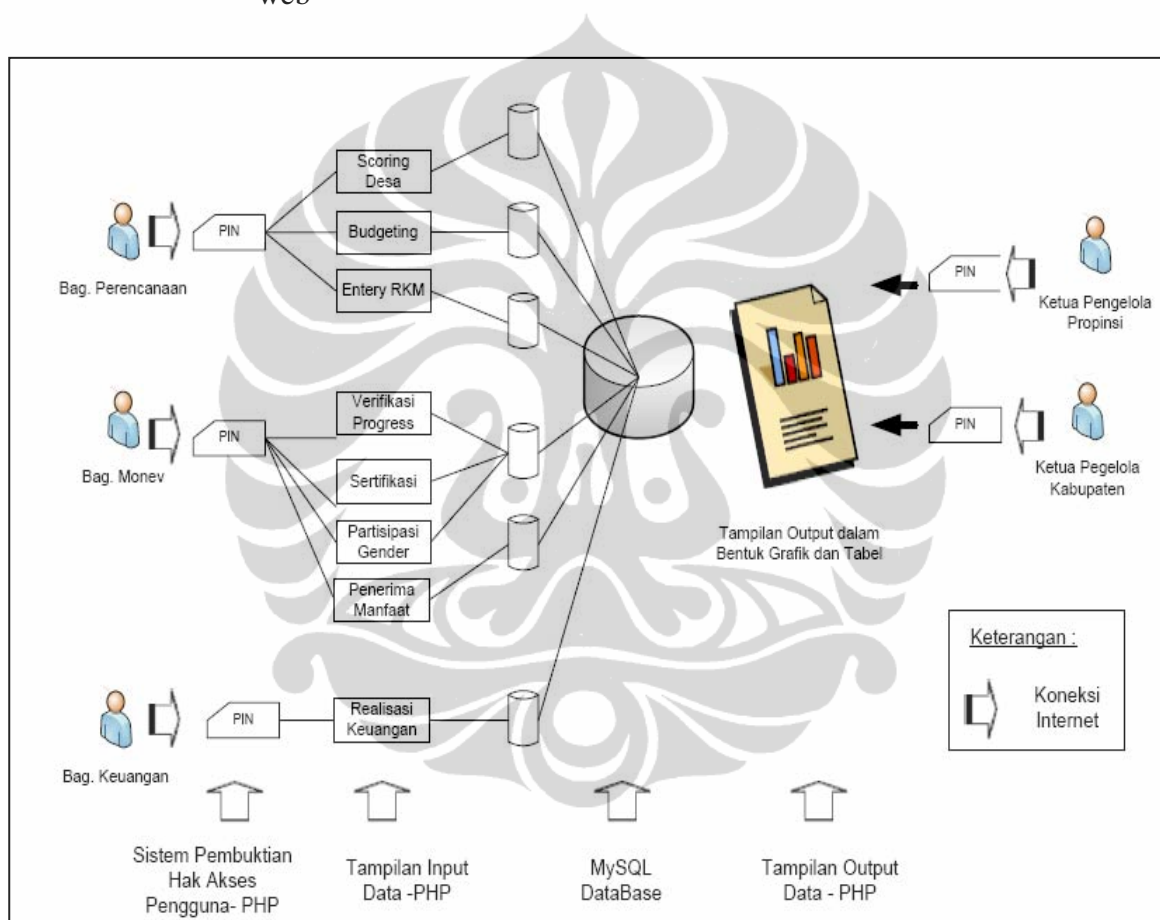 web
Scoring
Desa
PIN
Budgeting
Bag. Perencanaan
Entery RKM
PIN
Ketua Pengelola
Propinsi
Verifikasi
Progress
PIN
Bag. Monev
Sertifikasi
Partisipasi
Gender
Penerima
Manfaat
PIN
Ketua Pegelola
Kabupaten
Tampilan Output dalam
Bentuk Grafik dan Tabel
Keterangan :
Koneksi
Internet
PIN
Realisasi
Keuangan
Bag. Keuangan
Sistem Pembuktian
Hak Akses
Pengguna- PHP
Tampilan Input
Data -PHP
MySQL
DataBase
Tampilan Output
Data - PHP